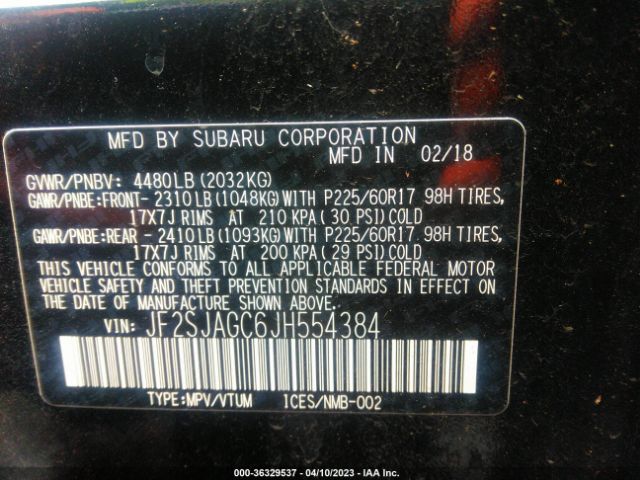 MFD BY SUBARU CORPORATION
MFD IN 02/18
GVWR/PNBV: 4480LB (2032KG)
GAWR/PNBE:FRONT- 2310LB (1048KG) WITH P225/60R17 98H TIRES,
17X7J RIMS AT 210 KPA( 30 PSI) COLD
GAWR/PNBE:REAR - 2410LB (1093KG) WITH P225/60R17 98H TIRES,
17X7J RIMS AT 200 KPA( 29 PSI) COLD
THIS VEHICLE CONFORMS TO ALL APPLICABLE FEDERAL MOTOR
VEHICLE SAFETY AND THEFT PREVENTION STANDARDS IN EFFECT
ON THE DATE OF MANUFACTURE SHOWN ABOVE.
VIN: JF2SJAGC6JH554384
TYPE:MPV/VTUM ICES/NMB-002
000-36329537 - 04/10/2023 - IAA Inc.